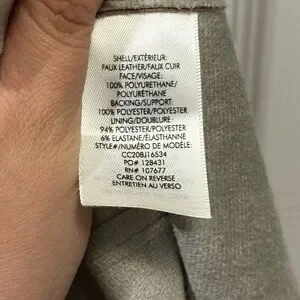 SHELL/EXTÉRIEUR:
FAUX LEATHER/FAUX CUIR
FACE/VISAGE:
100% POLYURETHANE/
POLYURÉTHANE
BACKING/SUPPORT:
100% POLYESTER/POLYESTER
LINING/DOUBLURE:
94% POLYESTER/POLYESTER
6% ELASTANE/ÉLASTHANNE
STYLE#/NUMÉRO DE MODÈLE:
CC208J16534
PO# 128431
RN# 107677
CARE ON REVERSE
ENTRETIEN AU VERSO